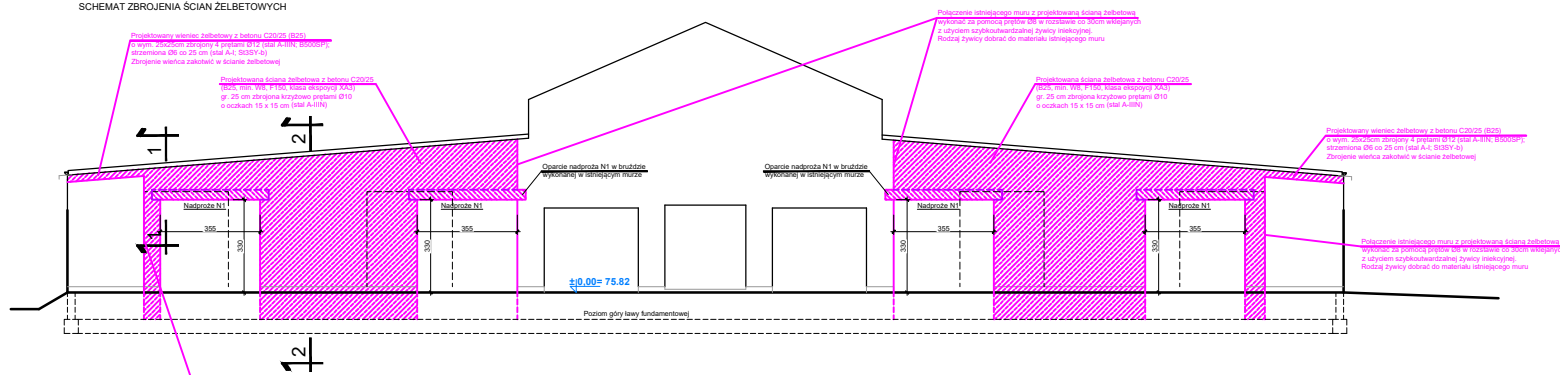 SCHEMAT ZBROJENIA ŚCIAN ŻELBETOWYCH
Projektowany wieniec żelbetowy z betonu C20/25 (B25)
o wym. 25x25cm zbrojony 4 prętami Ø12 (stal A-IIIN; B500SP);
strzemiona Ø6 co 25 cm (stal A-I; St3SY-b)
Zbrojenie wieńca zakotwić w ścianie żelbetowej
Projektowana ściana żelbetowa z betonu C20/25
(B25, min. W8, F150, klasa ekspoycji XA3)
gr. 25 cm zbrojona krzyżowo prętami Ø10
o oczkach 15 x 15 cm (stal A-IIIN)
Połączenie istniejącego muru z projektowaną ścianą żelbetową
wykonać za pomocą prętów Ø8 w rozstawie co 30cm wklejanych
z użyciem szybkoutwardzalnej żywicy iniekcyjnej.
Rodzaj żywicy dobrać do materiału istniejącego muru
Projektowana ściana żelbetowa z betonu C20/25
(B25, min. W8, F150, klasa ekspoycji XA3)
gr. 25 cm zbrojona krzyżowo prętami Ø10
o oczkach 15 x 15 cm (stal A-IIIN)
Projektowany wieniec żelbetowy z betonu C20/25 (B25)
o wym. 25x25cm zbrojony 4 prętami Ø12 (stal A-IIIN; B500SP);
strzemiona Ø6 co 25 cm (stal A-I; St3SY-b)
Zbrojenie wieńca zakotwić w ścianie żelbetowej
1
2
Oparcie nadproża N1 w bruździe
wykonanej w istniejącym murze
Oparcie nadproża N1 w bruździe
wykonanej w istniejącym murze
Nadproże N1
Nadproże N1
Nadproże N1
Nadproże N1
355
355
355
355
330
330
330
330
1
Połączenie istniejącego muru z projektowaną ścianą żelbetową
wykonać za pomocą prętów Ø8 w rozstawie co 30cm wklejanych
z użyciem szybkoutwardzalnej żywicy iniekcyjnej.
Rodzaj żywicy dobrać do materiału istniejącego muru
±0,00= 75.82
Poziom góry ławy fundamentowej
2